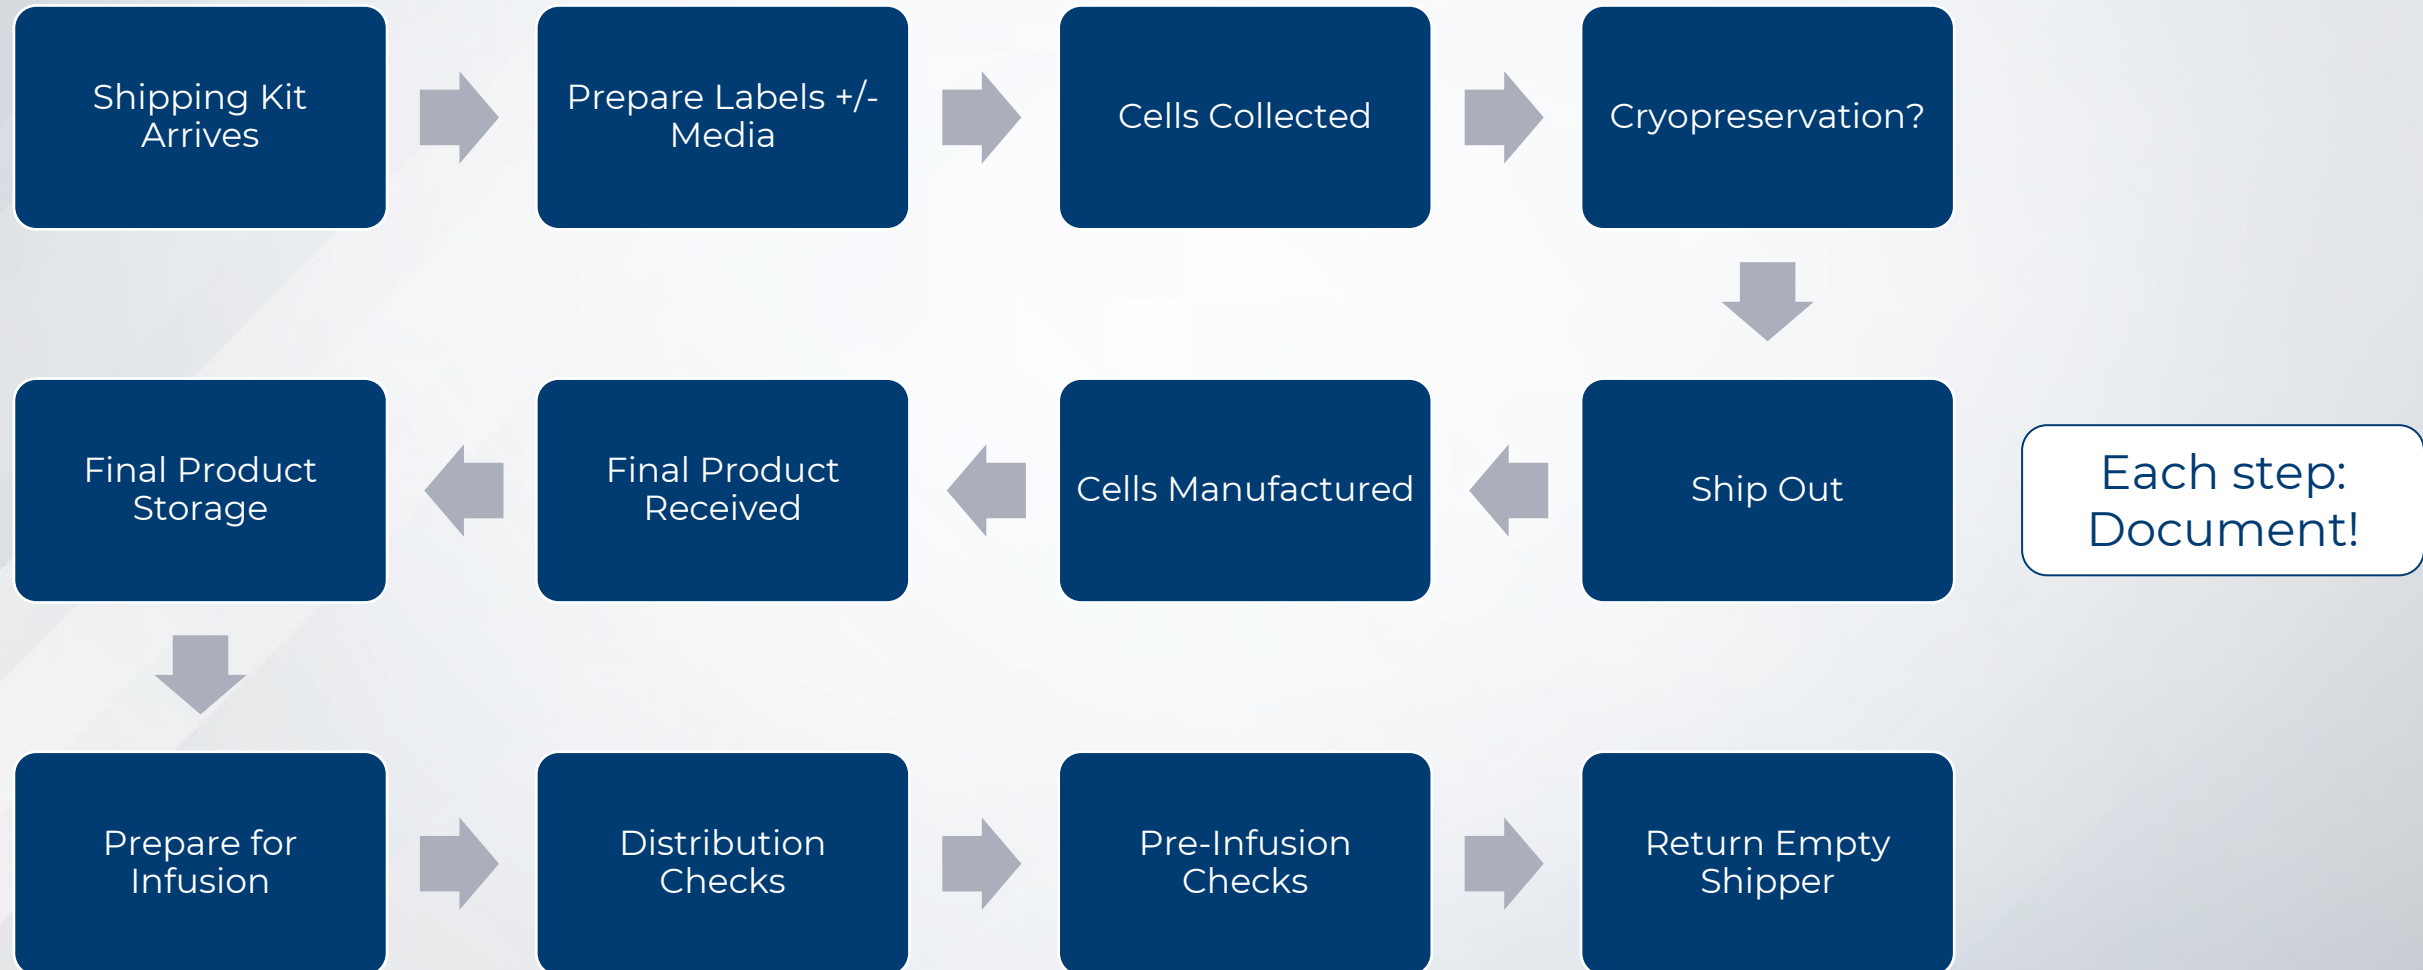 Shipping Kit
Arrives
Prepare Labels +/-
Media
Cells Collected
Cryopreservation?
Ship Out
Cells Manufactured
Final Product
Received
Final Product
Storage
Each step:
Document!
Prepare for
Infusion
Distribution
Checks
Pre-Infusion
Checks
Return Empty
Shipper